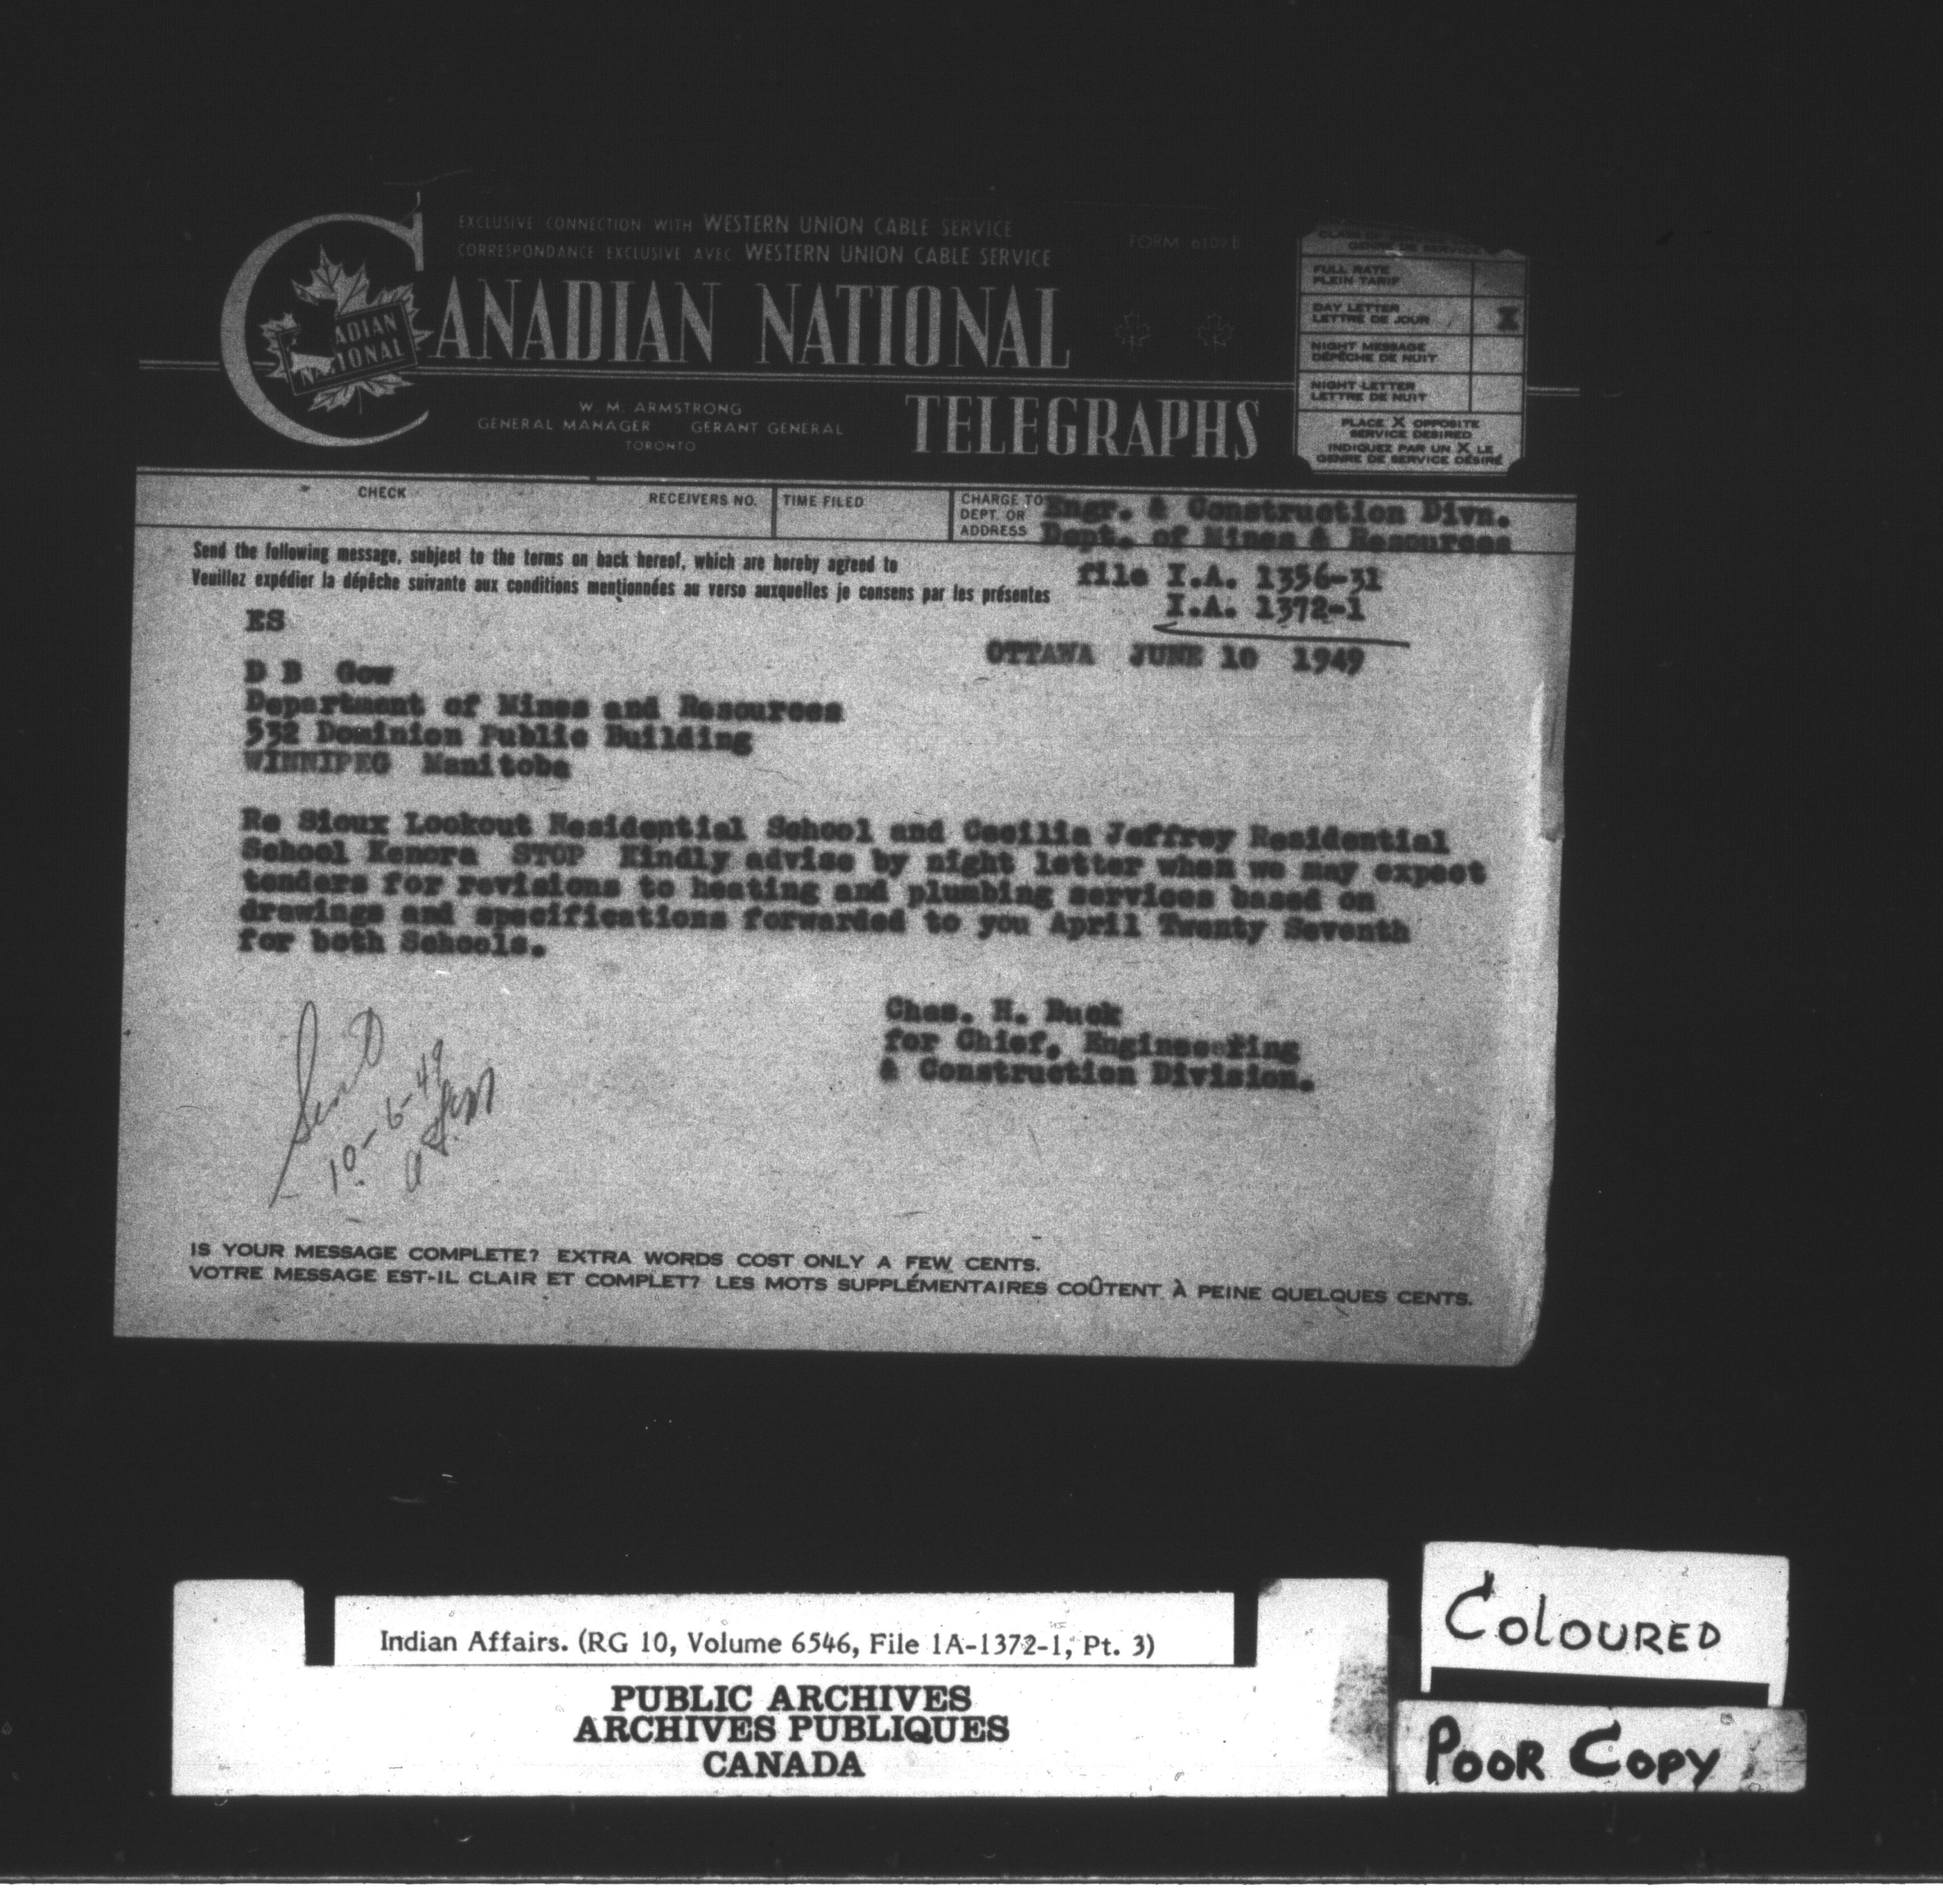 EXCLUSIVE CONNECTION WITH WESTERN UNION CABLE SERVICE
CORRESPONDANCE EXCLUSIVE AVEC WESTERN UNION CABLE SERVICE
FORM 6102E
CANADIAN NATIONAL
TELEGRAPHS
W. M. ARMSTRONG
GENERAL MANAGER GERANT GENERAL
TORONTO
GENRE DE SERVICE
FULL RATE
PLEIN TARIF
DAY LETTER
LETTRE DE JOUR X
NIGHT MESSAGE
DÉPÊCHE DE NUIT
NIGHT LETTER
LETTRE DE NUIT
PLACE X OPPOSITE
SERVICE DESIRED
INDIQUEZ PAR UN X LE
GENRE DE SERVICE DÉSIRÉ
CHECK
RECEIVERS NO.
TIME FILED
CHARGE TO
DEPT. OR
ADDRESS
Engr. & Construction Divn.
Dept. of Mines & Resources
Send the following message, subject to the terms on back hereof, which are hereby agreed to
Veuillez expédier la dépêche suivante aux conditions mentionnées au verso auxquelles je consens par les présentes
file I.A. 1356-31
I.A. 1372-1
ES
OTTAWA JUNE 10 1949
D B Gow
Department of Mines and Resources
532 Dominion Public Building
WINNIPEG Manitoba
Re Sioux Lookout Residential School and Cecilia Jeffrey Residential
School Kenora STOP Kindly advise by night letter when we may expect
tenders for revisions to heating and plumbing services based on
drawings and specifications forwarded to you April Twenty Seventh
for both Schools.
Chas. H. Buck
for Chief, Engineering
& Construction Division.
Sent
10-6-49
IS YOUR MESSAGE COMPLETE? EXTRA WORDS COST ONLY A FEW CENTS.
VOTRE MESSAGE EST-IL CLAIR ET COMPLET? LES MOTS SUPPLÉMENTAIRES COÛTENT À PEINE QUELQUES CENTS.
Indian Affairs. (RG 10, Volume 6546, File 1A-1372-1, Pt. 3)
PUBLIC ARCHIVES
ARCHIVES PUBLIQUES
CANADA
COLOURED
POOR COPY